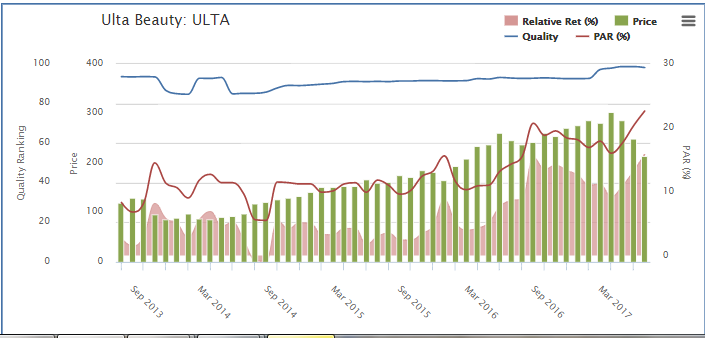 Ulta Beauty: ULTA
Relative Ret (%) Price
Quality PAR (%)
100 400 30
80 300
60 20
200
40 10
100
20
0 0 0
Quality Ranking
Price
PAR (%)
Sep 2013 Mar 2014 Sep 2014 Mar 2015 Sep 2015 Mar 2016 Sep 2016 Mar 2017